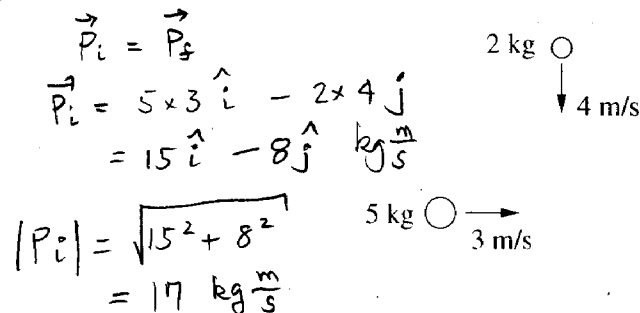 P⃗i = P⃗f
P⃗i = 5×3 î − 2×4 ĵ
= 15 î − 8 ĵ kg m/s
|Pi| = √(15² + 8²)
= 17 kg m/s
2 kg
4 m/s
5 kg
3 m/s